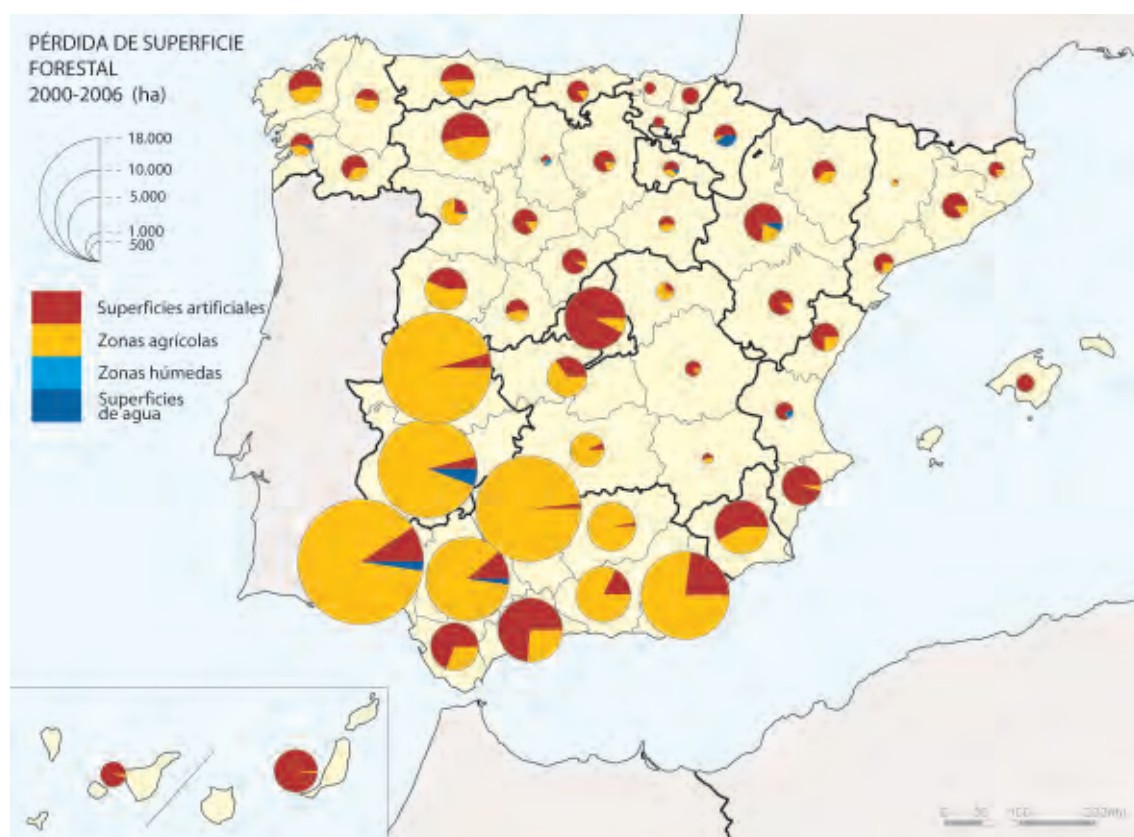 PÉRDIDA DE SUPERFICIE
FORESTAL
2000-2006 (ha)
18.000
10.000
5.000
1.000
500
Superficies artificiales
Zonas agrícolas
Zonas húmedas
Superficies
de agua